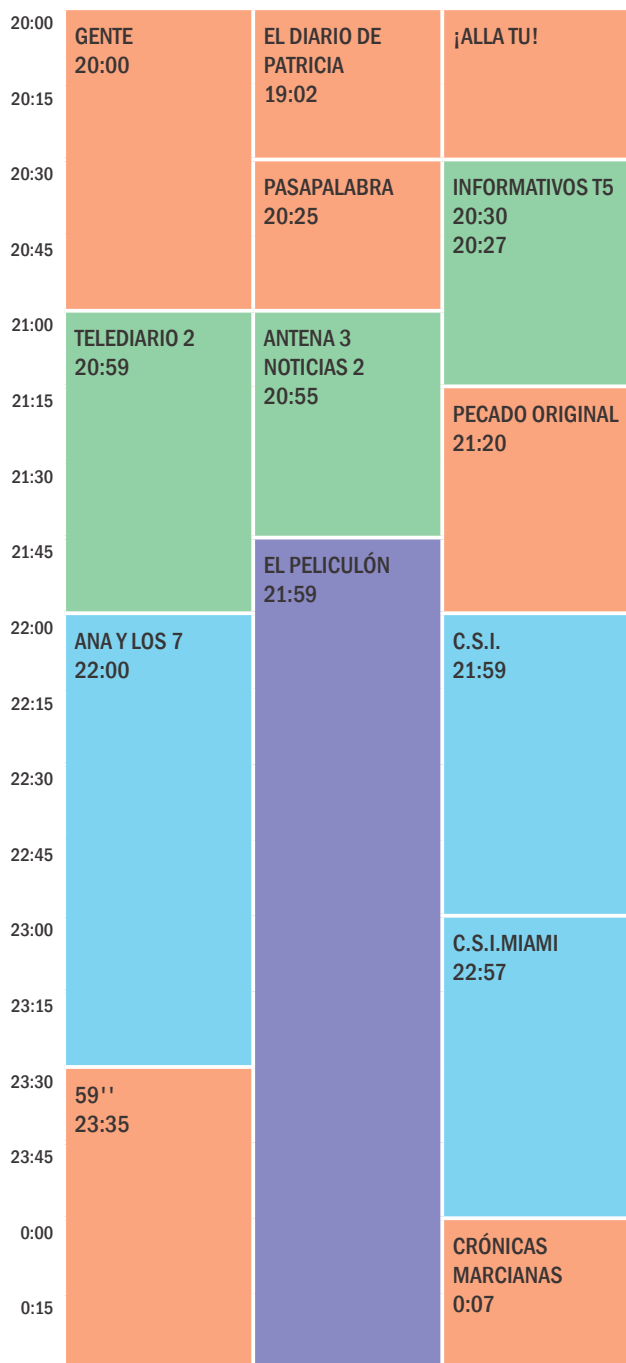 20:00
20:15
20:30
20:45
21:00
21:15
21:30
21:45
22:00
22:15
22:30
22:45
23:00
23:15
23:30
23:45
0:00
0:15
GENTE
20:00
TELEDIARIO 2
20:59
ANA Y LOS 7
22:00
59''
23:35
EL DIARIO DE
PATRICIA
19:02
PASAPALABRA
20:25
ANTENA 3
NOTICIAS 2
20:55
EL PELICULÓN
21:59
¡ALLA TU!
INFORMATIVOS T5
20:30
20:27
PECADO ORIGINAL
21:20
C.S.I.
21:59
C.S.I.MIAMI
22:57
CRÓNICAS
MARCIANAS
0:07